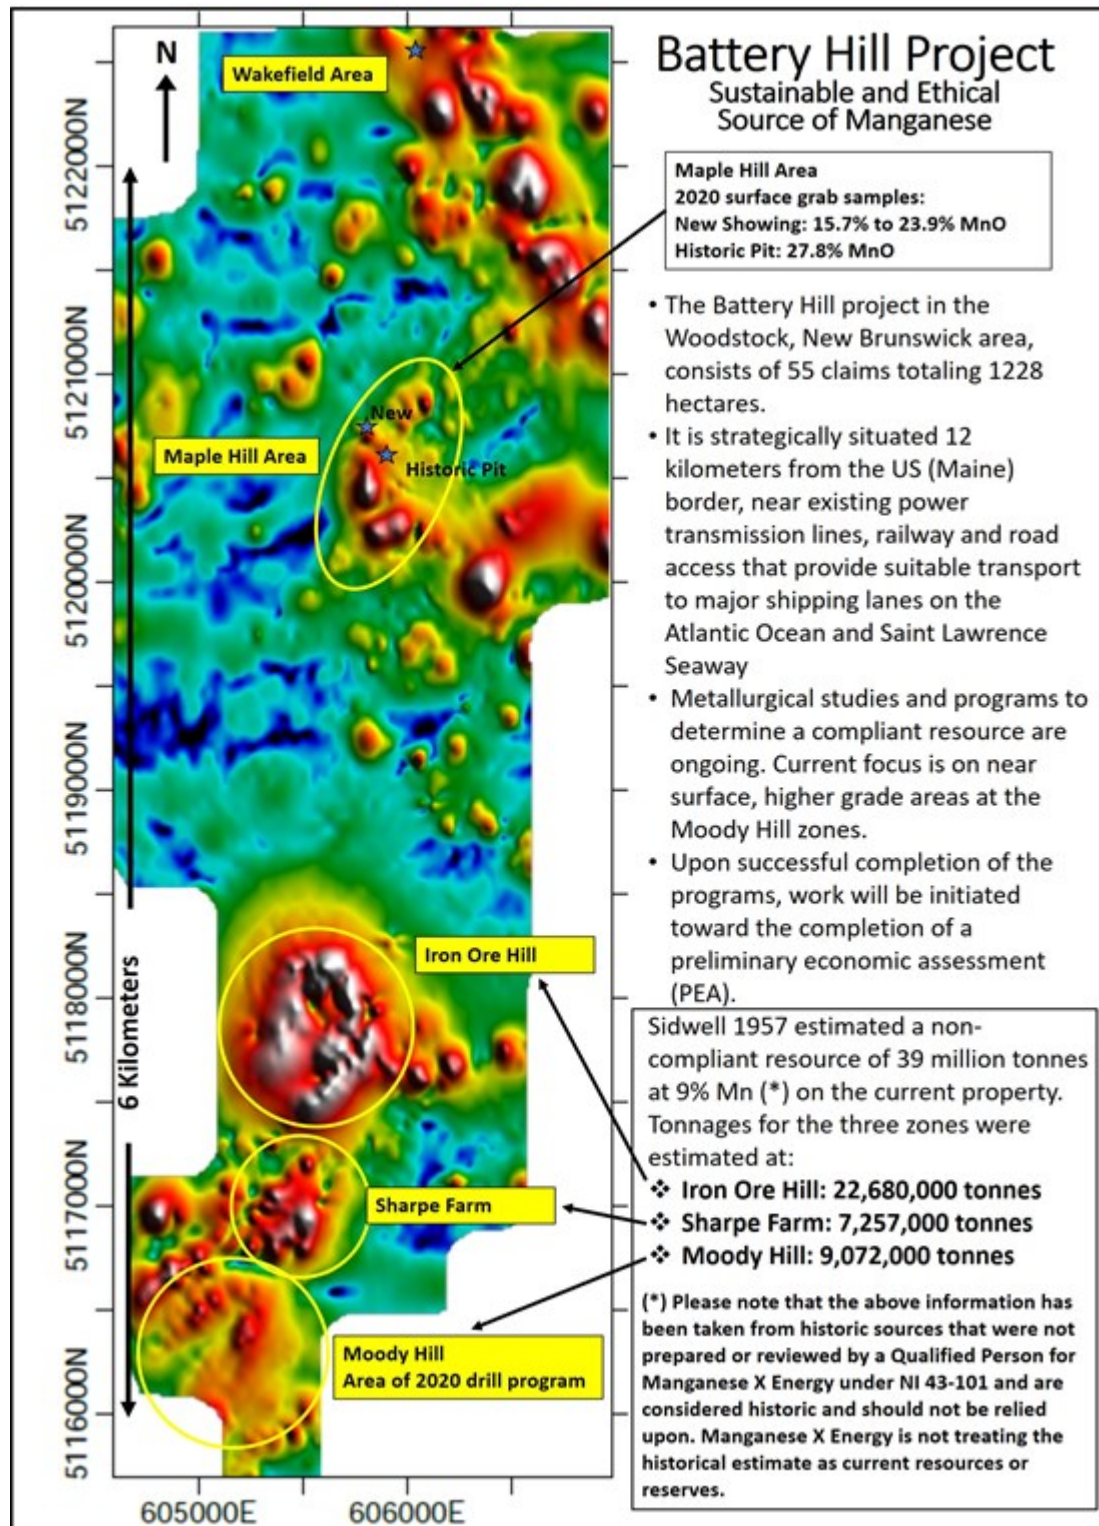 Battery Hill Project
Sustainable and Ethical
Source of Manganese
N
Wakefield Area
Maple Hill Area
2020 surface grab samples:
New Showing: 15.7% to 23.9% MnO
Historic Pit: 27.8% MnO
New
Maple Hill Area
Historic Pit
Iron Ore Hill
Sharpe Farm
Moody Hill
Area of 2020 drill program
6 Kilometers
5122000N
5121000N
5120000N
5119000N
5118000N
5117000N
5116000N
605000E
606000E
• The Battery Hill project in the
Woodstock, New Brunswick area,
consists of 55 claims totaling 1228
hectares.
• It is strategically situated 12
kilometers from the US (Maine)
border, near existing power
transmission lines, railway and road
access that provide suitable transport
to major shipping lanes on the
Atlantic Ocean and Saint Lawrence
Seaway
• Metallurgical studies and programs to
determine a compliant resource are
ongoing. Current focus is on near
surface, higher grade areas at the
Moody Hill zones.
• Upon successful completion of the
programs, work will be initiated
toward the completion of a
preliminary economic assessment
(PEA).
Sidwell 1957 estimated a non-
compliant resource of 39 million tonnes
at 9% Mn (*) on the current property.
Tonnages for the three zones were
estimated at:
❖ Iron Ore Hill: 22,680,000 tonnes
❖ Sharpe Farm: 7,257,000 tonnes
❖ Moody Hill: 9,072,000 tonnes
(*) Please note that the above information has
been taken from historic sources that were not
prepared or reviewed by a Qualified Person for
Manganese X Energy under NI 43-101 and are
considered historic and should not be relied
upon. Manganese X Energy is not treating the
historical estimate as current resources or
reserves.